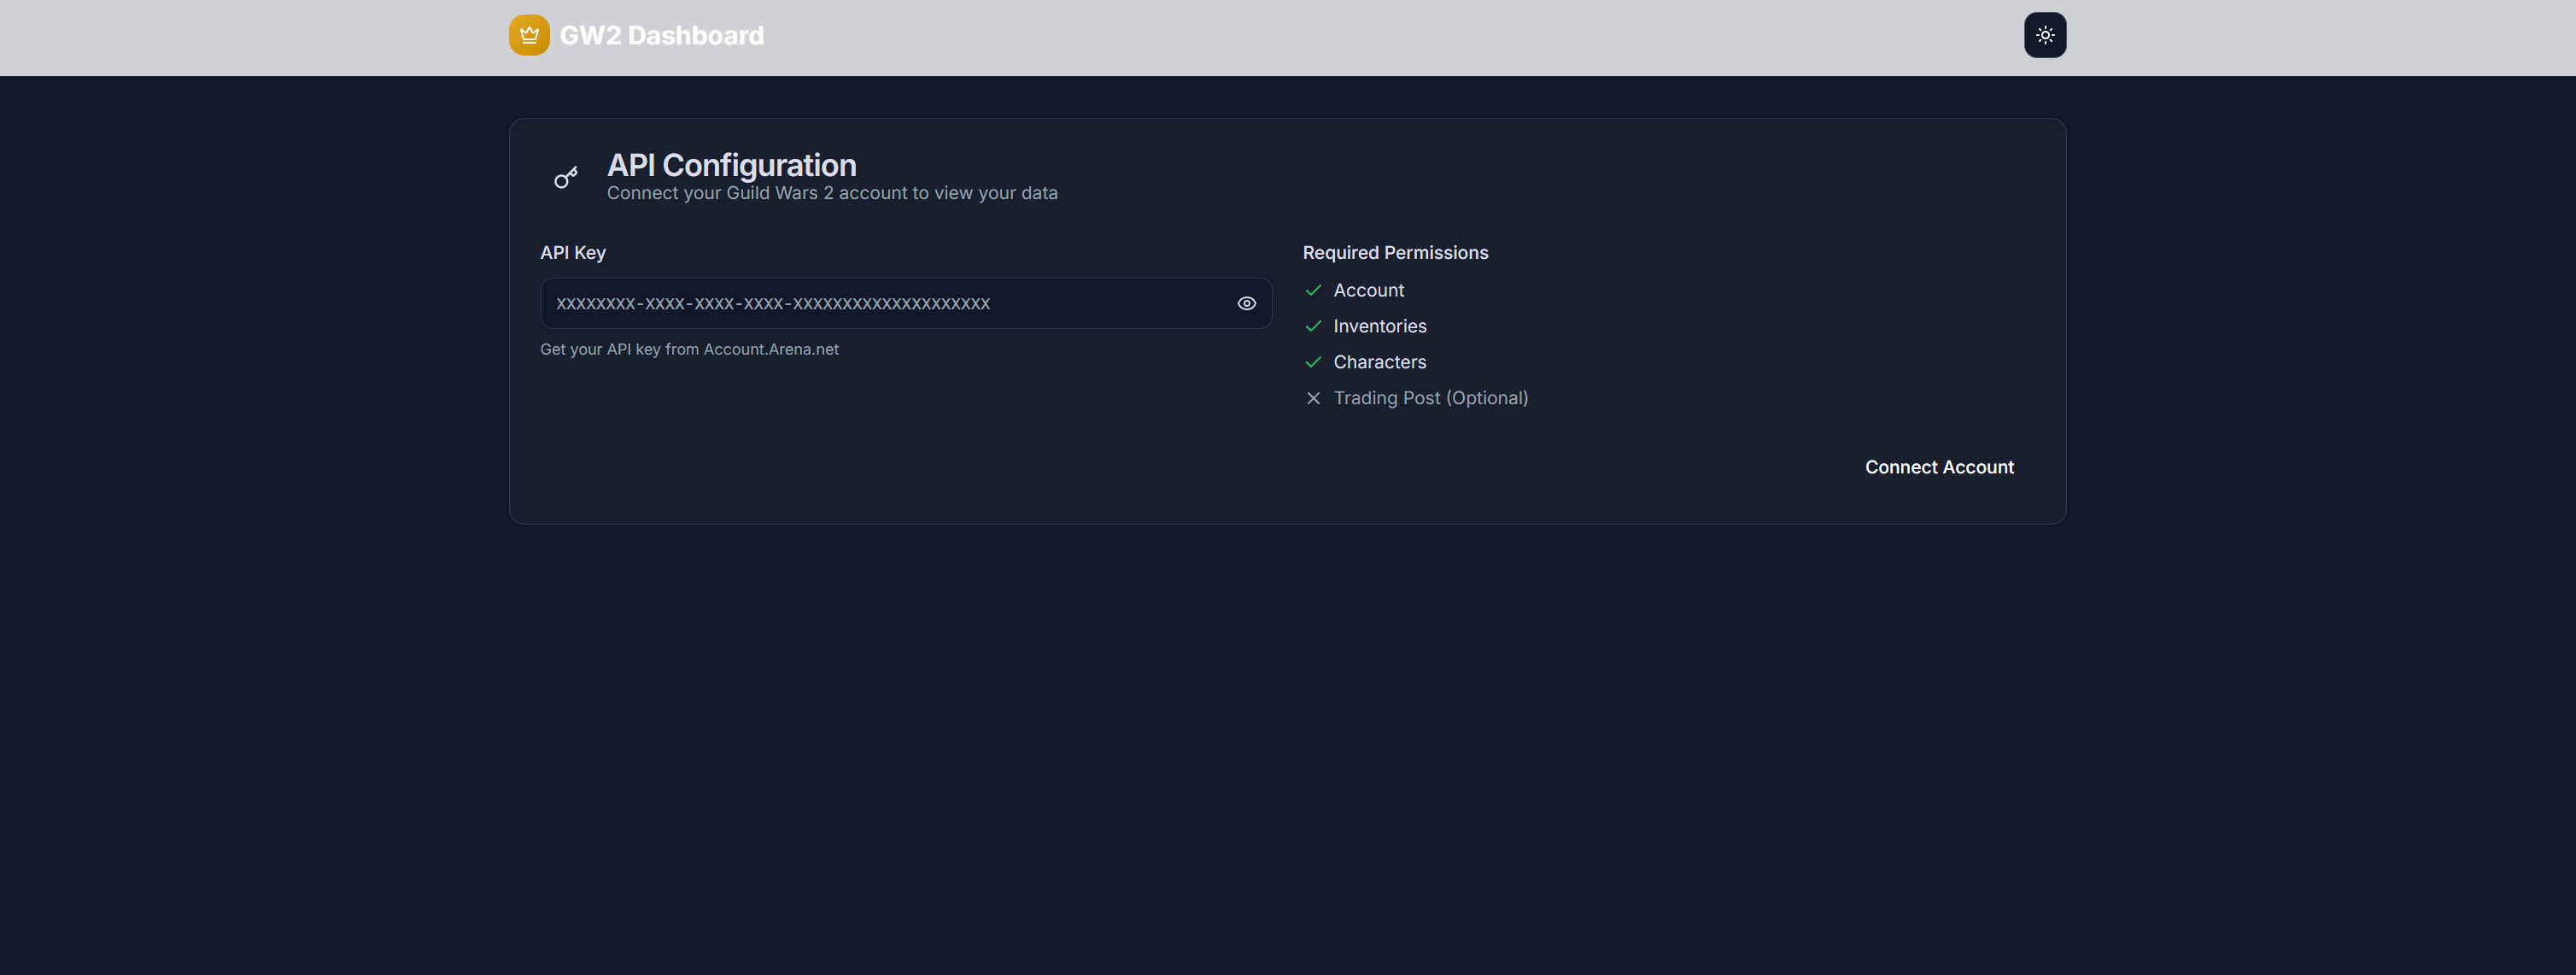 GW2 Dashboard
API Configuration
Connect your Guild Wars 2 account to view your data
API Key
XXXXXXXX-XXXX-XXXX-XXXX-XXXXXXXXXXXXXXXXXXXX
Get your API key from Account.Arena.net
Required Permissions
Account
Inventories
Characters
Trading Post (Optional)
Connect Account